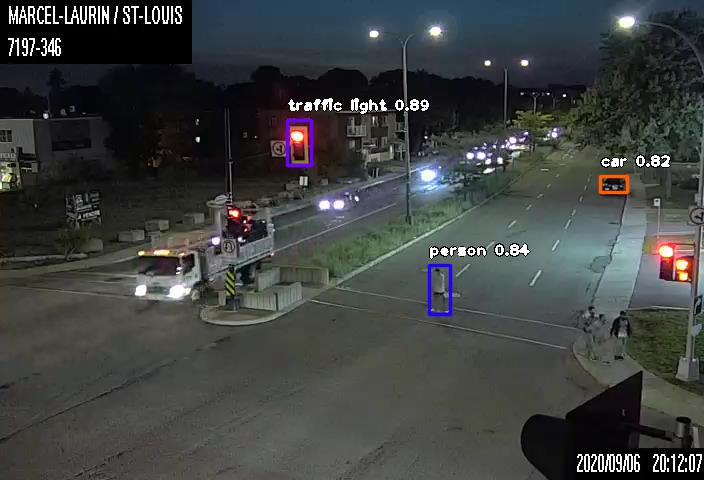 MARCEL-LAURIN / ST-LOUIS
7197-346
traffic light 0.89
car 0.82
person 0.84
2020/09/06 20:12:07